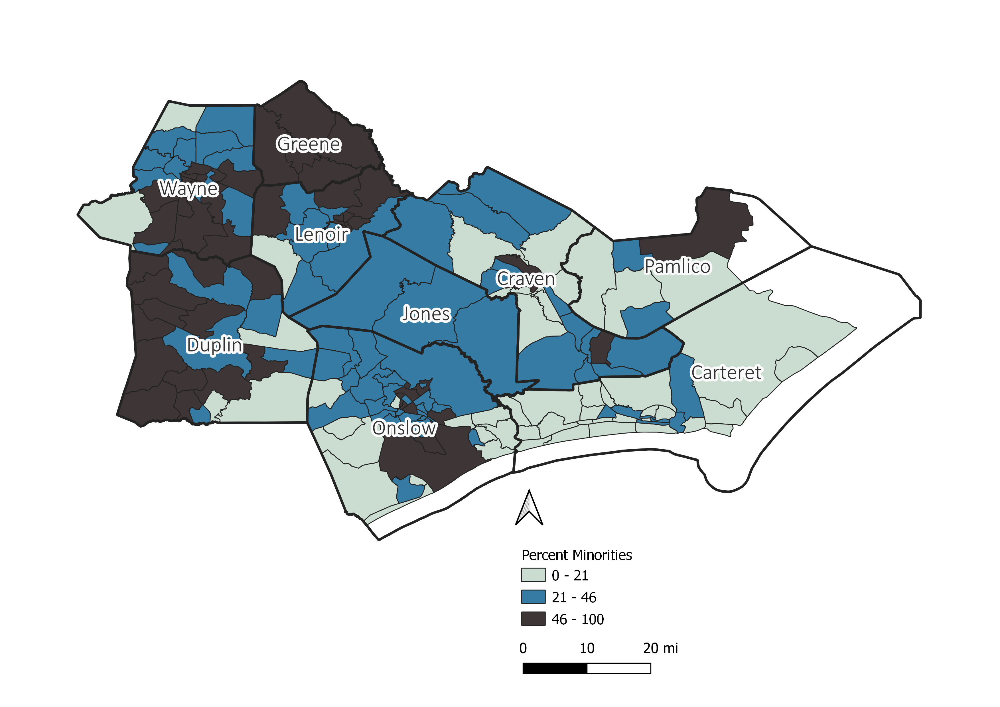 Greene
Wayne
Lenoir
Pamlico
Craven
Jones
Duplin
Carteret
Onslow
Percent Minorities
0 - 21
21 - 46
46 - 100
0 10 20 mi